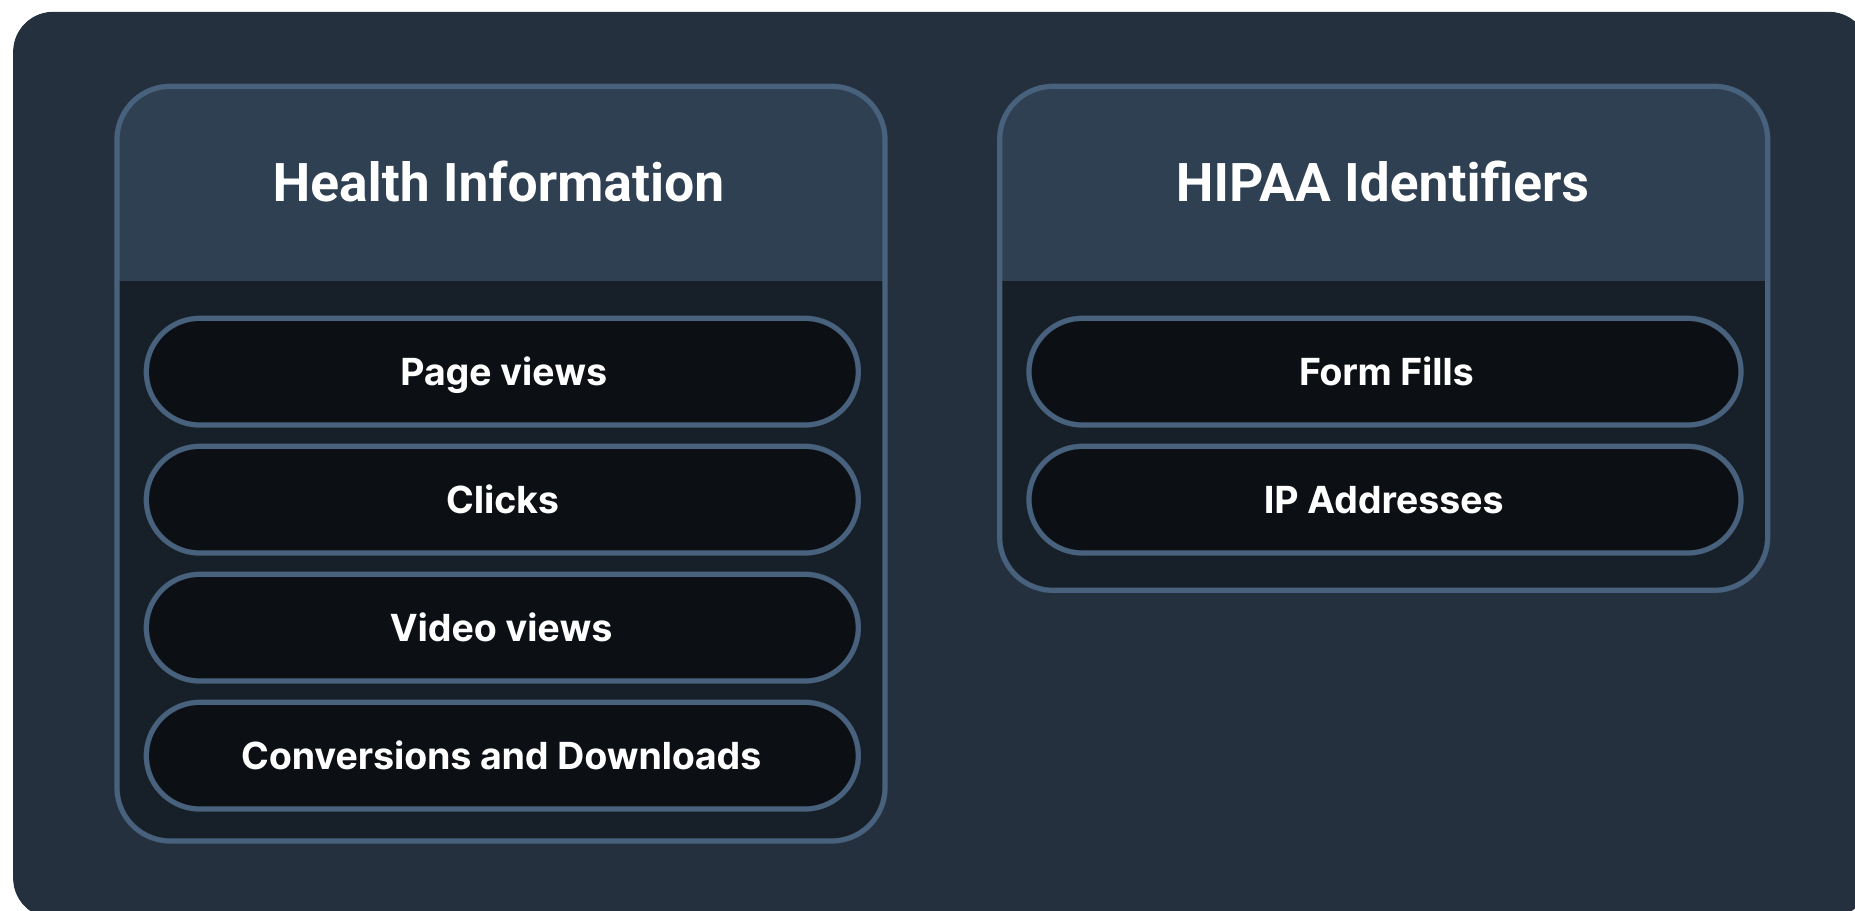 Health Information
Page views
Clicks
Video views
Conversions and Downloads
HIPAA Identifiers
Form Fills
IP Addresses